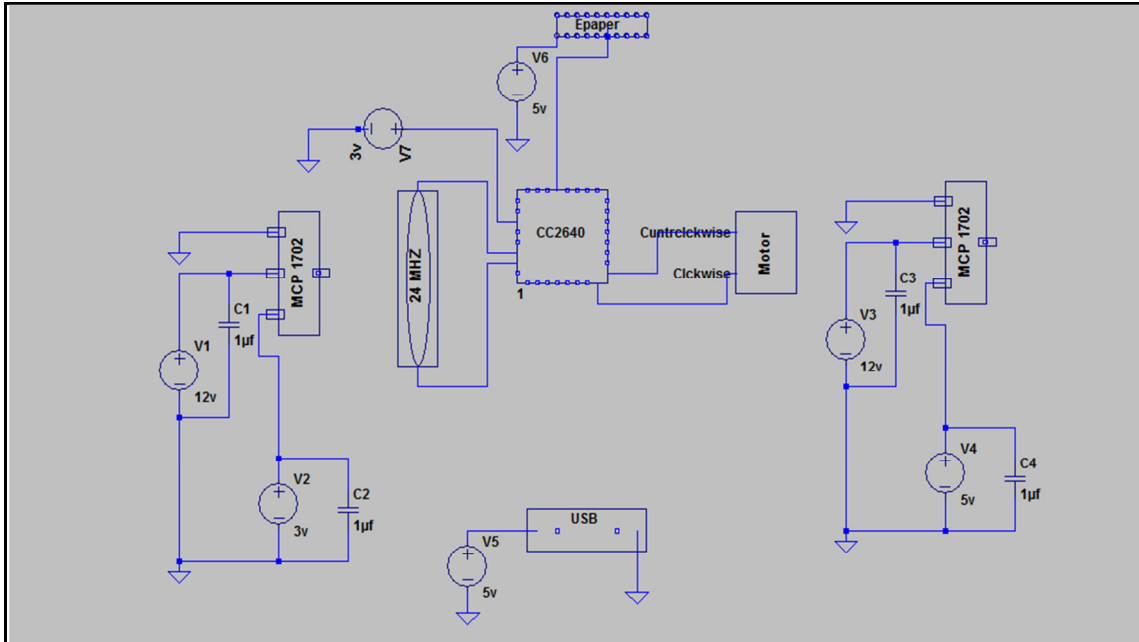 Epaper
V6
5v
3v
V7
CC2640
1
24 MHZ
Cuntrclckwise
Clckwise
Motor
MCP 1702
C1
1µf
V1
12v
V2
3v
C2
1µf
MCP 1702
C3
1µf
V3
12v
V4
5v
C4
1µf
USB
V5
5v